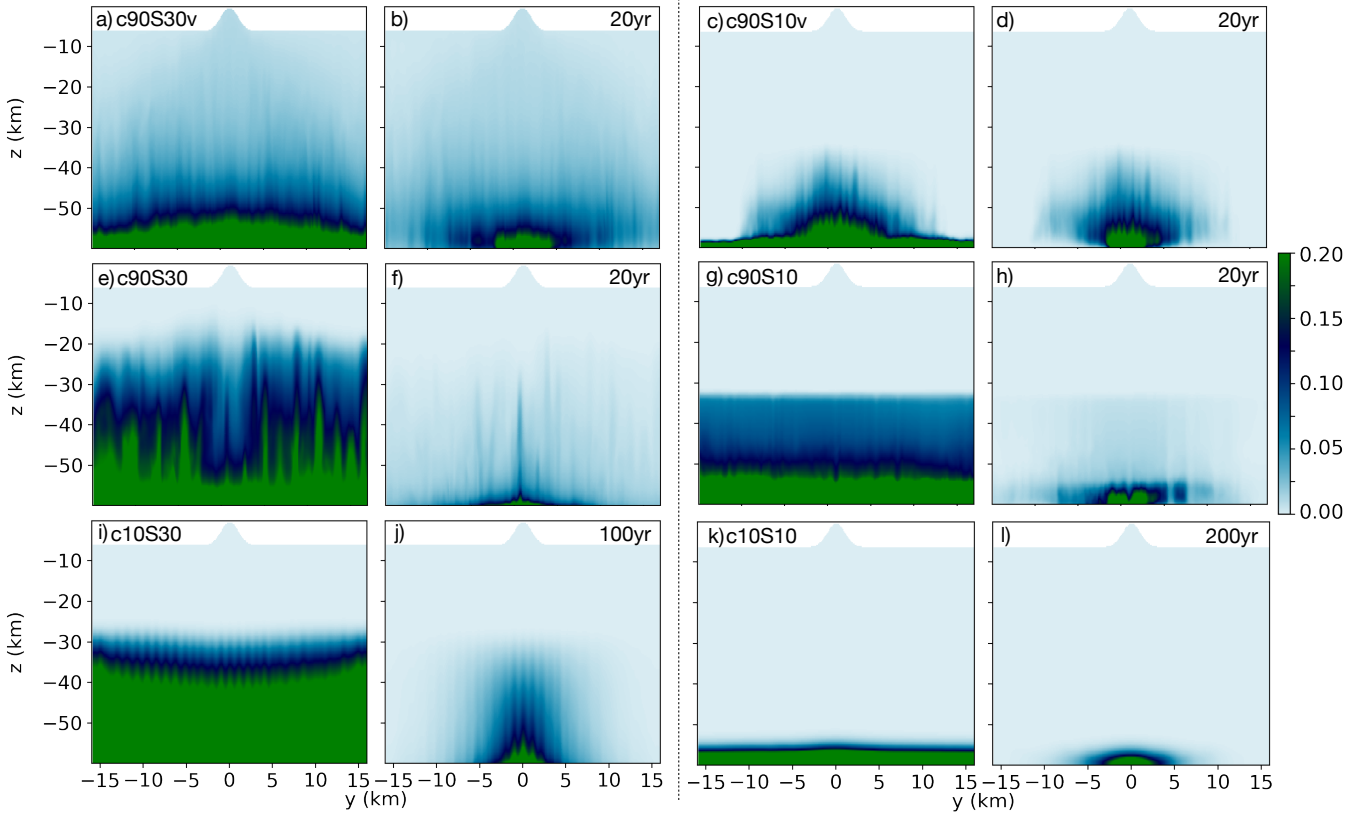 a) c90S30v
b) 20yr
c) c90S10v
d) 20yr
−10
−20
−30
−40
−50
z (km)
e) c90S30
f) 20yr
g) c90S10
h) 20yr
−10
−20
−30
−40
−50
z (km)
0.20
0.15
0.10
0.05
0.00
i) c10S30
j) 100yr
k) c10S10
l) 200yr
−10
−20
−30
−40
−50
z (km)
−15 −10 −5 0 5 10 15 −10 −5 0 5 10 15 −15 −10 −5 0 5 10 −15 −10 −5 0 5 10 15
y (km) y (km)